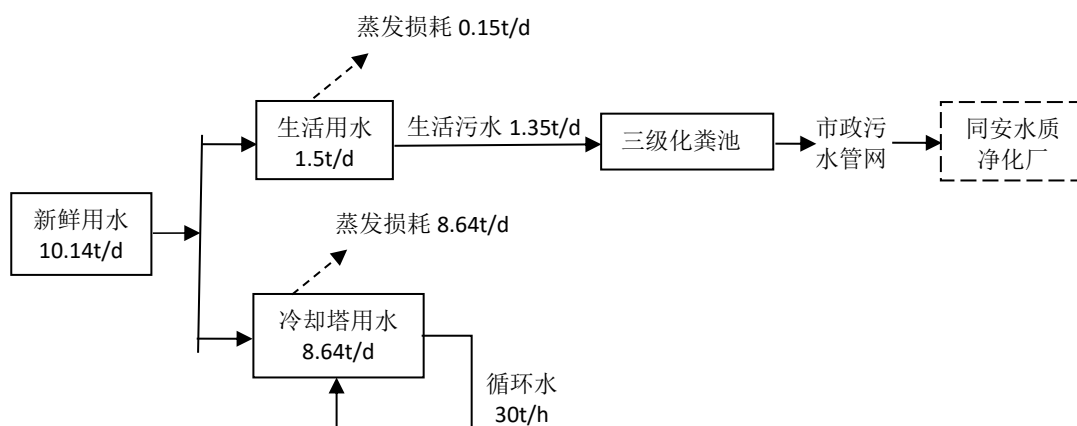 蒸发损耗 0.15t/d
生活用水
1.5t/d
生活污水 1.35t/d
三级化粪池
市政污
水管网
同安水质
净化厂
新鲜用水
10.14t/d
蒸发损耗 8.64t/d
冷却塔用水
8.64t/d
循环水
30t/h